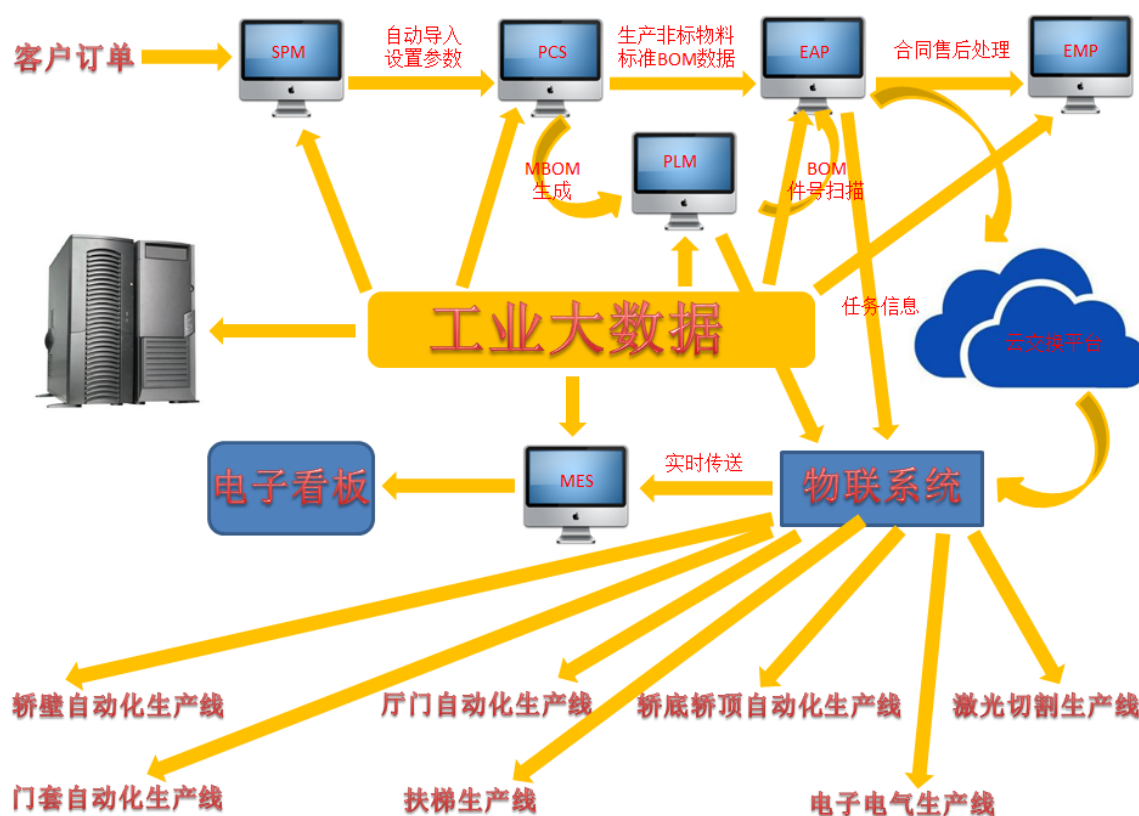 客户订单
SPM
自动导入
设置参数
PCS
生产非标物料
标准BOM数据
EAP
合同售后处理
EMP
MBOM
生成
PLM
BOM
件号扫描
工业大数据
任务信息
云交换平台
电子看板
MES
实时传送
物联系统
轿壁自动化生产线
厅门自动化生产线
轿底轿顶自动化生产线
激光切割生产线
门套自动化生产线
扶梯生产线
电子电气生产线